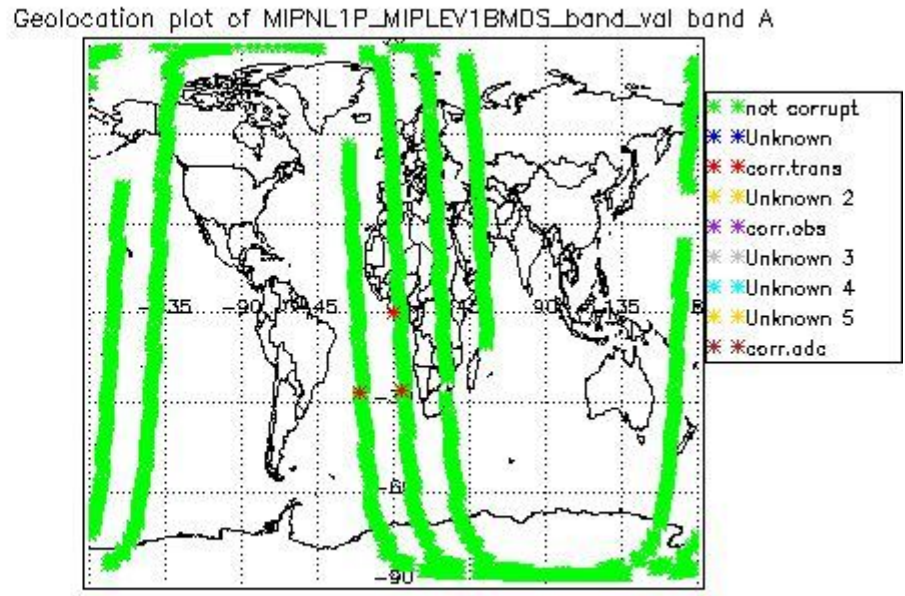 Geolocation plot of MIPNL1P_MIPLEV1BMDS_band_val band A
not corrupt
Unknown
corr.trans
Unknown 2
corr.obs
Unknown 3
Unknown 4
Unknown 5
corr.adc
-135 -90 -45 45 90 135
-60
-90